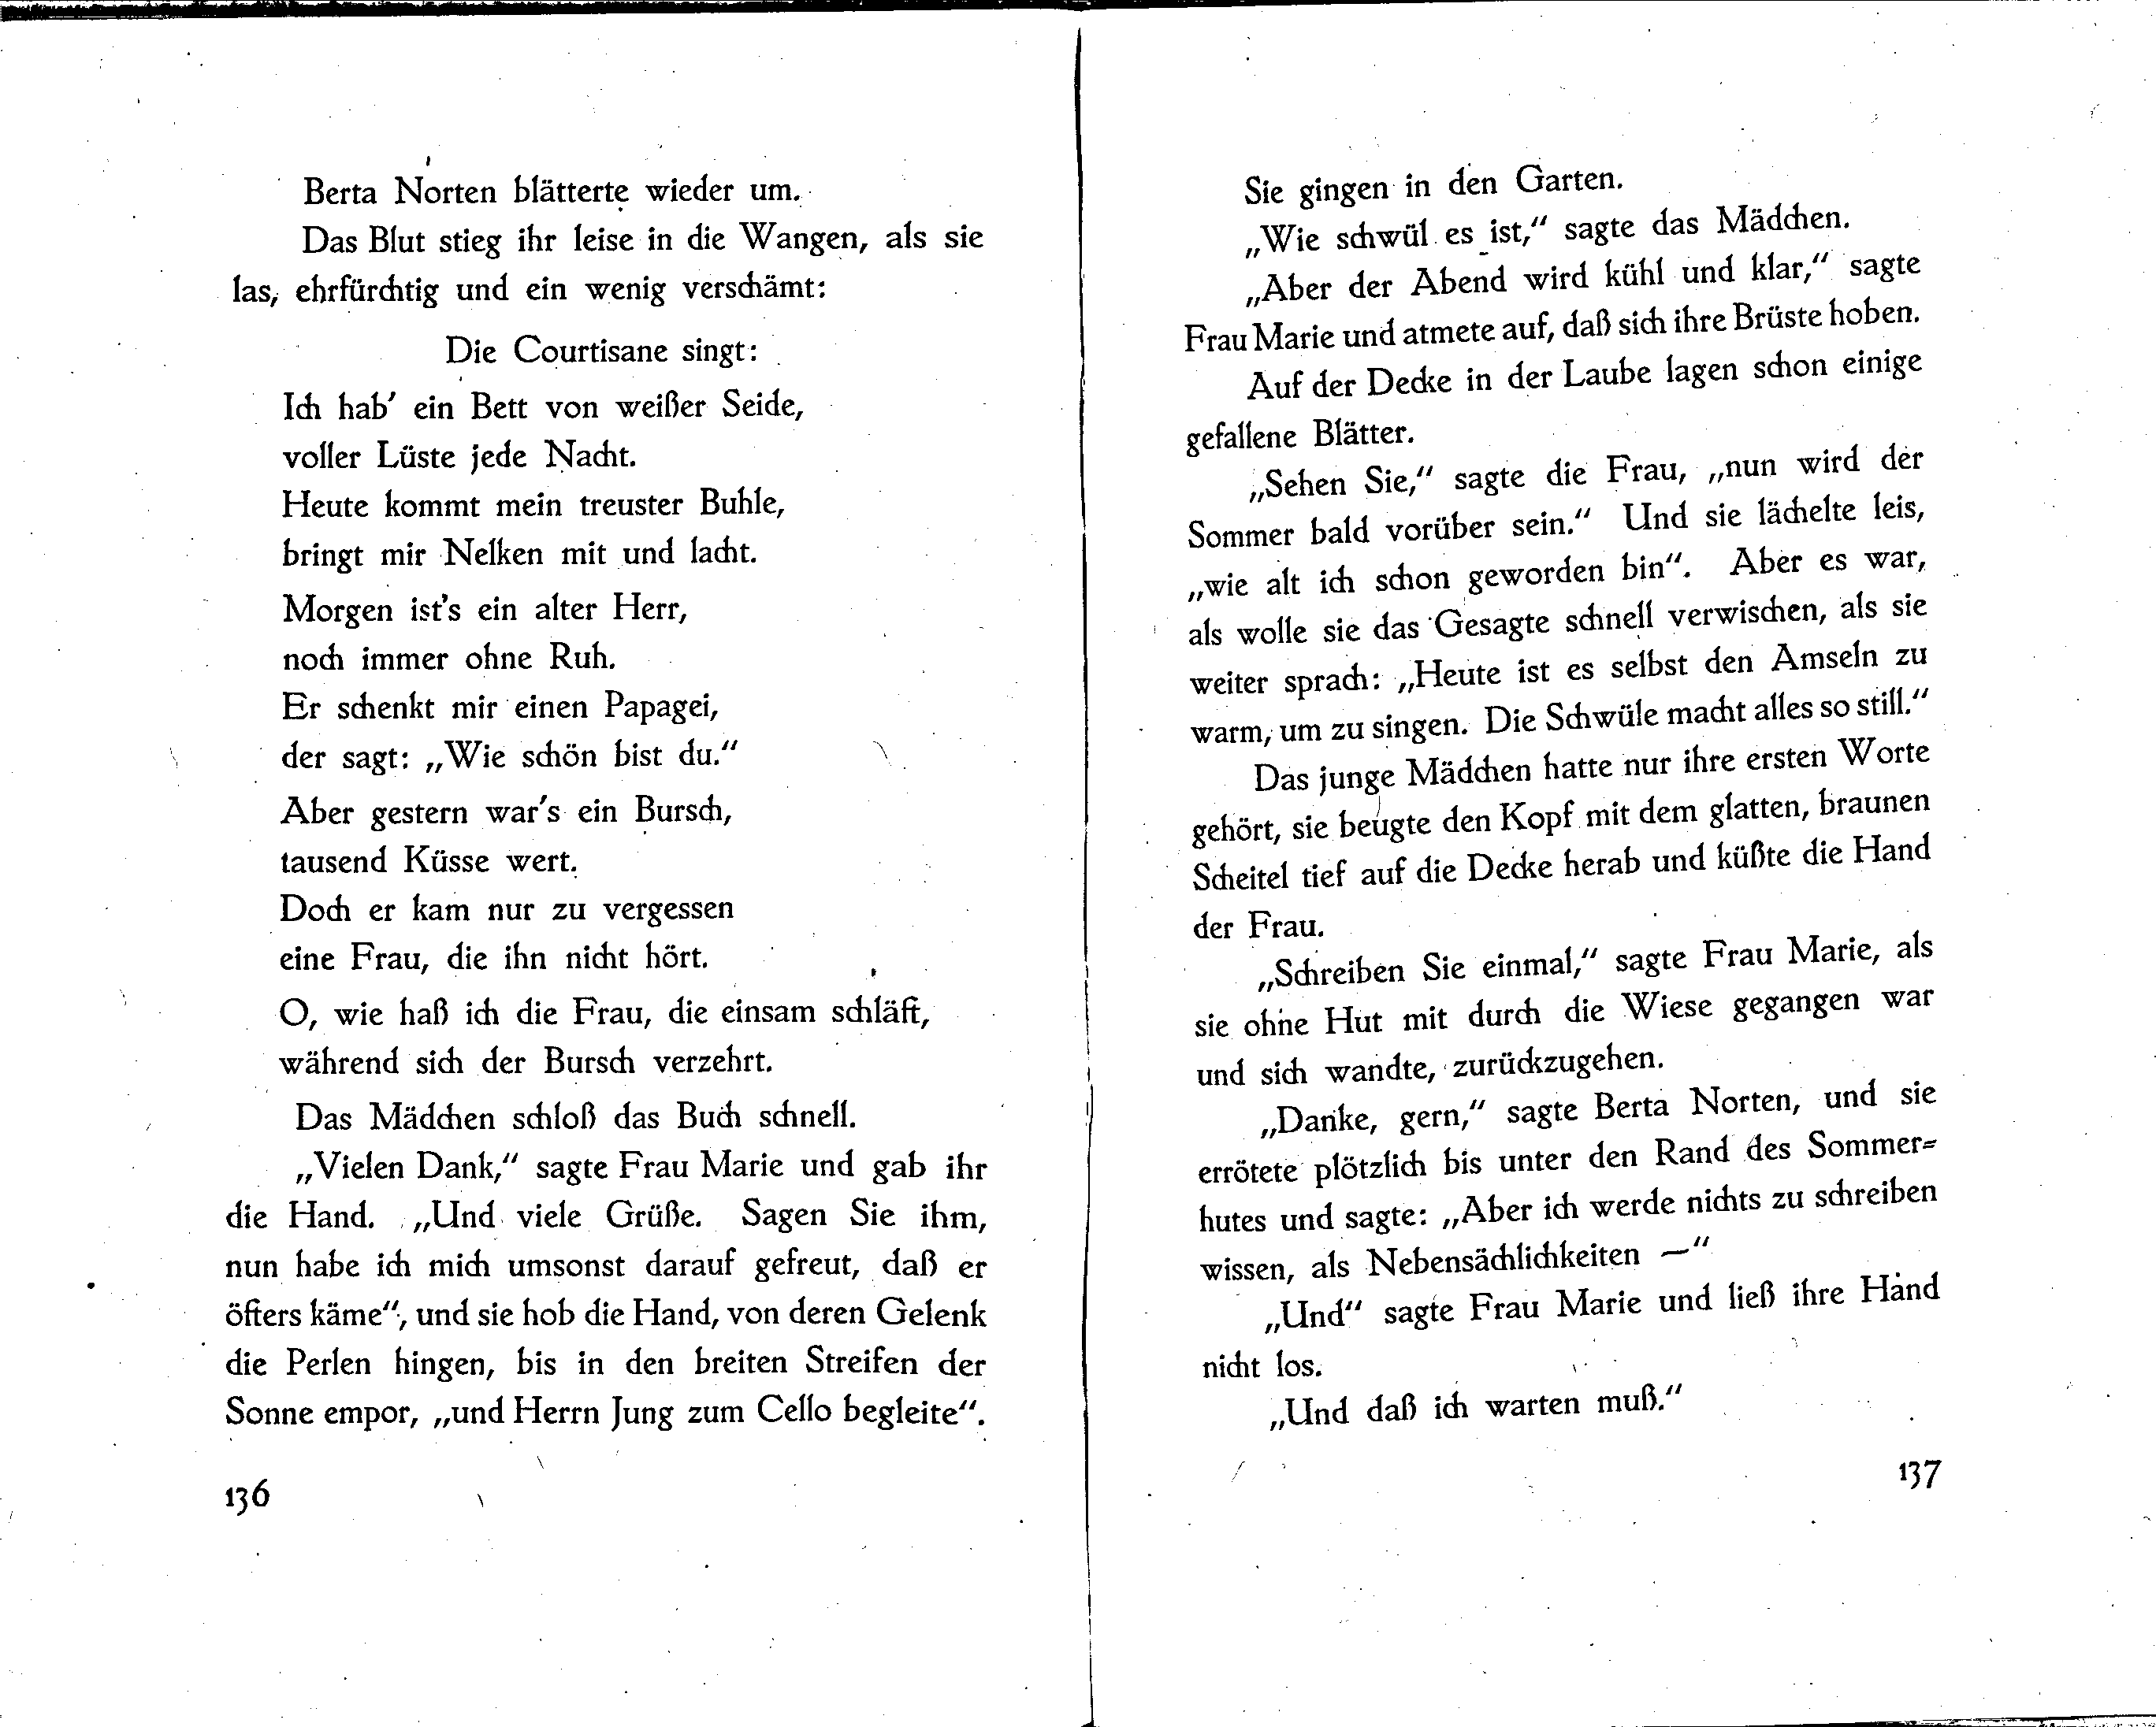 Berta Norten blätterte wieder um.
Das Blut stieg ihr leise in die Wangen, als sie
las, ehrfürchtig und ein wenig verschämt:
Die Courtisane singt:
Ich hab' ein Bett von weißer Seide,
voller Lüste jede Nacht.
Heute kommt mein treuster Buhle,
bringt mir Nelken mit und lacht.
Morgen ist's ein alter Herr,
noch immer ohne Ruh.
Er schenkt mir einen Papagei,
der sagt: „Wie schön bist du.“
Aber gestern war's ein Bursch,
tausend Küsse wert.
Doch er kam nur zu vergessen
eine Frau, die ihn nicht hört.
O, wie haß ich die Frau, die einsam schläft,
während sich der Bursch verzehrt.
Das Mädchen schloß das Buch schnell.
„Vielen Dank,“ sagte Frau Marie und gab ihr
die Hand. „Und viele Grüße. Sagen Sie ihm,
nun habe ich mich umsonst darauf gefreut, daß er
öfters käme“, und sie hob die Hand, von deren Gelenk
die Perlen hingen, bis in den breiten Streifen der
Sonne empor, „und Herrn Jung zum Cello begleite“.
136
Sie gingen in den Garten.
„Wie schwül es ist,“ sagte das Mädchen.
„Aber der Abend wird kühl und klar,“ sagte
Frau Marie und atmete auf, daß sich ihre Brüste hoben.
Auf der Decke in der Laube lagen schon einige
gefallene Blätter.
„Sehen Sie,“ sagte die Frau, „nun wird der
Sommer bald vorüber sein.“ Und sie lächelte leis,
„wie alt ich schon geworden bin“. Aber es war,
als wolle sie das Gesagte schnell verwischen, als sie
weiter sprach: „Heute ist es selbst den Amseln zu
warm, um zu singen. Die Schwüle macht alles so still.“
Das junge Mädchen hatte nur ihre ersten Worte
gehört, sie beugte den Kopf mit dem glatten, braunen
Scheitel tief auf die Decke herab und küßte die Hand
der Frau.
„Schreiben Sie einmal,“ sagte Frau Marie, als
sie ohne Hut mit durch die Wiese gegangen war
und sich wandte, zurückzugehen.
„Danke, gern,“ sagte Berta Norten, und sie
errötete plötzlich bis unter den Rand des Sommer-
hutes und sagte: „Aber ich werde nichts zu schreiben
wissen, als Nebensächlichkeiten —“
„Und“ sagte Frau Marie und ließ ihre Hand
nicht los.
„Und daß ich warten muß.“
137